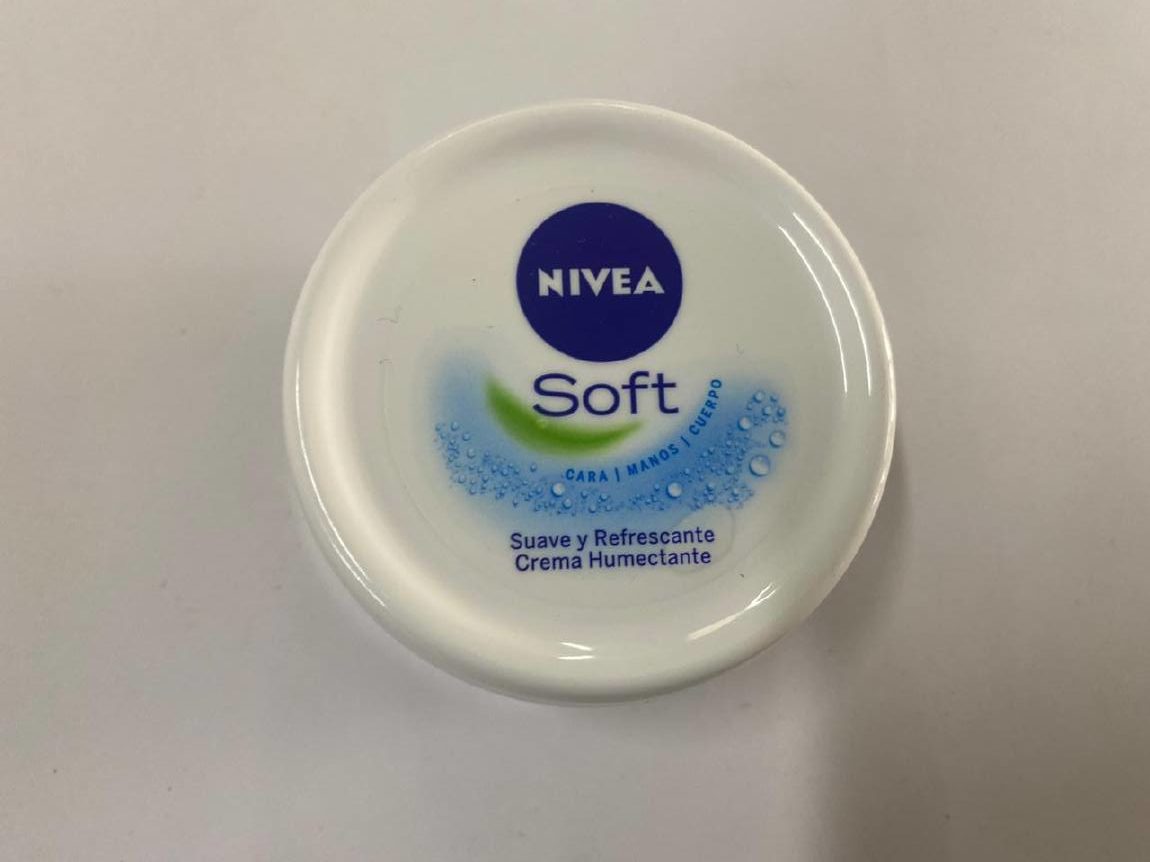 NIVEA
Soft
CARA | MANOS | CUERPO
Suave y Refrescante
Crema Humectante